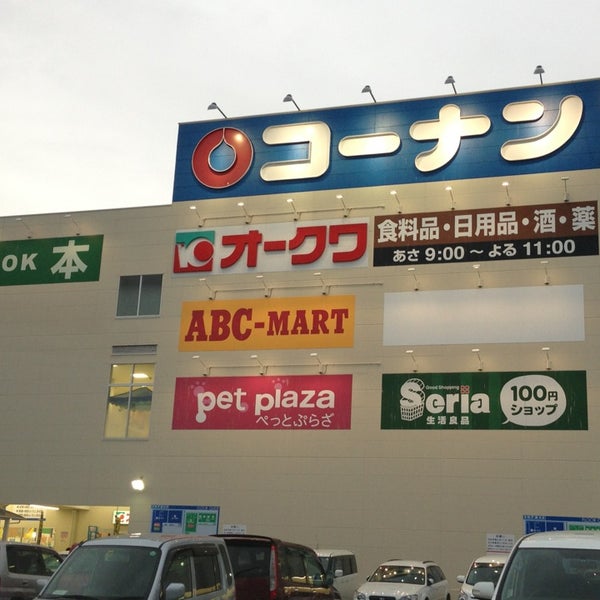 コーナン
OK 本
オークワ
食料品・日用品・酒・薬
あさ 9:00 ～ よる 11:00
ABC-MART
pet plaza
ぺっとぷらざ
Good Shopping
Seria
生活良品
100円
ショップ